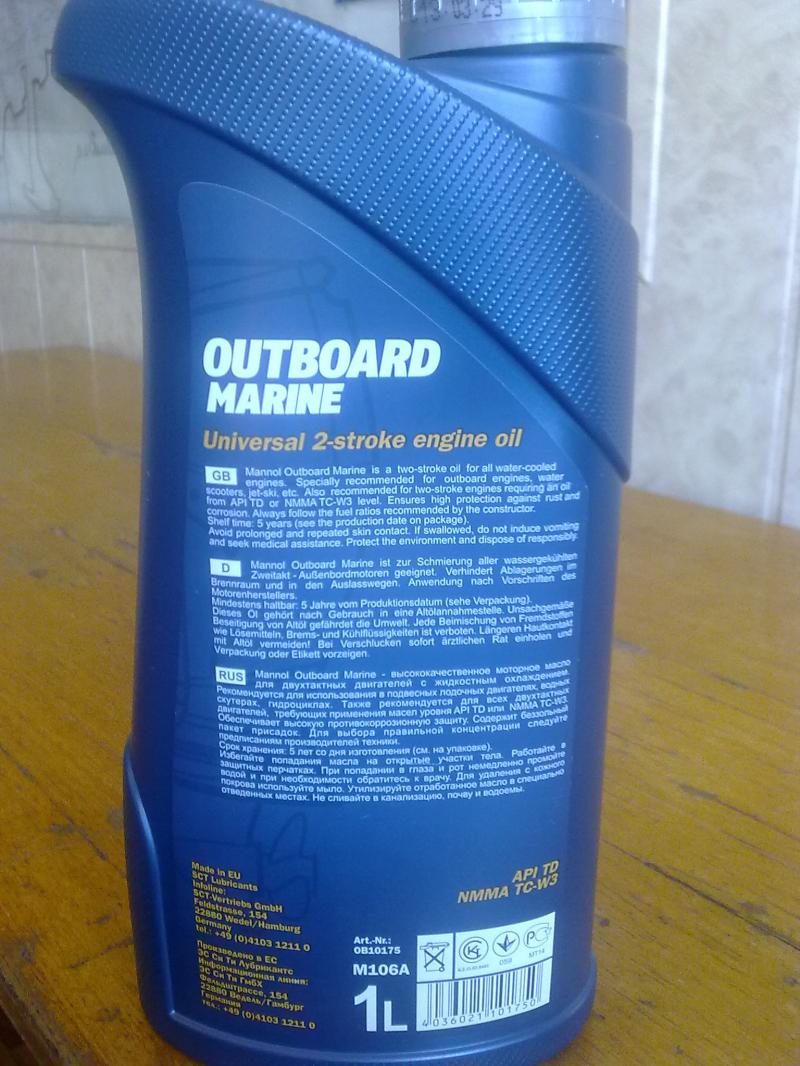 OUTBOARD
MARINE
Universal 2-stroke engine oil
GB Mannol Outboard Marine is a two-stroke oil for all water-cooled
engines. Specially recommended for outboard engines, water
scooters, jet-ski, etc. Also recommended for two-stroke engines requiring an oil
from API TD or NMMA TC-W3 level. Ensures high protection against rust and
corrosion. Always follow the fuel ratios recommended by the constructor.
Shelf time: 5 years (see the production date on package).
Avoid prolonged and repeated skin contact. If swallowed, do not induce vomiting
and seek medical assistance. Protect the environment and dispose of responsibly.
D Mannol Outboard Marine ist zur Schmierung aller wassergekühlten
Zweitakt - Außenbordmotoren geeignet. Verhindert Ablagerungen im
Brennraum und in den Auslasswegen. Anwendung nach Vorschriften des
Motorenherstellers.
Mindestens haltbar: 5 Jahre vom Produktionsdatum (sehe Verpackung).
Dieses Öl gehört nach Gebrauch in eine Altölannahmestelle. Unsachgemäße
Beseitigung von Altöl gefährdet die Umwelt. Jede Beimischung von Fremdstoffen
wie Lösemitteln, Brems- und Kühlflüssigkeiten ist verboten. Längeren Hautkontakt
mit Altöl vermeiden! Bei Verschlucken sofort ärztlichen Rat einholen und
Verpackung oder Etikett vorzeigen.
RUS Mannol Outboard Marine - высококачественное моторное масло
для двухтактных двигателей с жидкостным охлаждением.
Рекомендуется для использования в подвесных лодочных двигателях, водных
скутерах, гидроциклах. Также рекомендуется для всех двухтактных
двигателей, требующих применения масел уровня API TD или NMMA TC-W3.
Обеспечивает высокую противокоррозионную защиту. Содержит беззольный
пакет присадок. Для выбора правильной концентрации следуйте
предписаниям производителей техники.
Срок хранения: 5 лет со дня изготовления (см. на упаковке).
Избегайте попадания масла на открытые участки тела. Работайте в
защитных перчатках. При попадании в глаза и рот немедленно промойте
водой и при необходимости обратитесь к врачу. Для удаления с кожного
покрова используйте мыло. Утилизируйте отработанное масло в специально
отведенных местах. Не сливайте в канализацию, почву и водоемы.
API TD
NMMA TC-W3
Made in EU
SCT Lubricants
Infoline:
SCT-Vertriebs GmbH
Feldstrasse, 154
22880 Wedel/Hamburg
Germany
tel.: +49 (0)4103 1211 0
Произведено в ЕС
ЭС Си Ти Лубрикантс
Информационная линия:
ЭС Си Ти ГмбХ
Фельдштрассе, 154
22880 Ведель/Гамбург
Германия
тел.: +49 (0)4103 1211 0
Art.-Nr.:
OB10175
M106A
1L
059
MT14
4 036021 101750